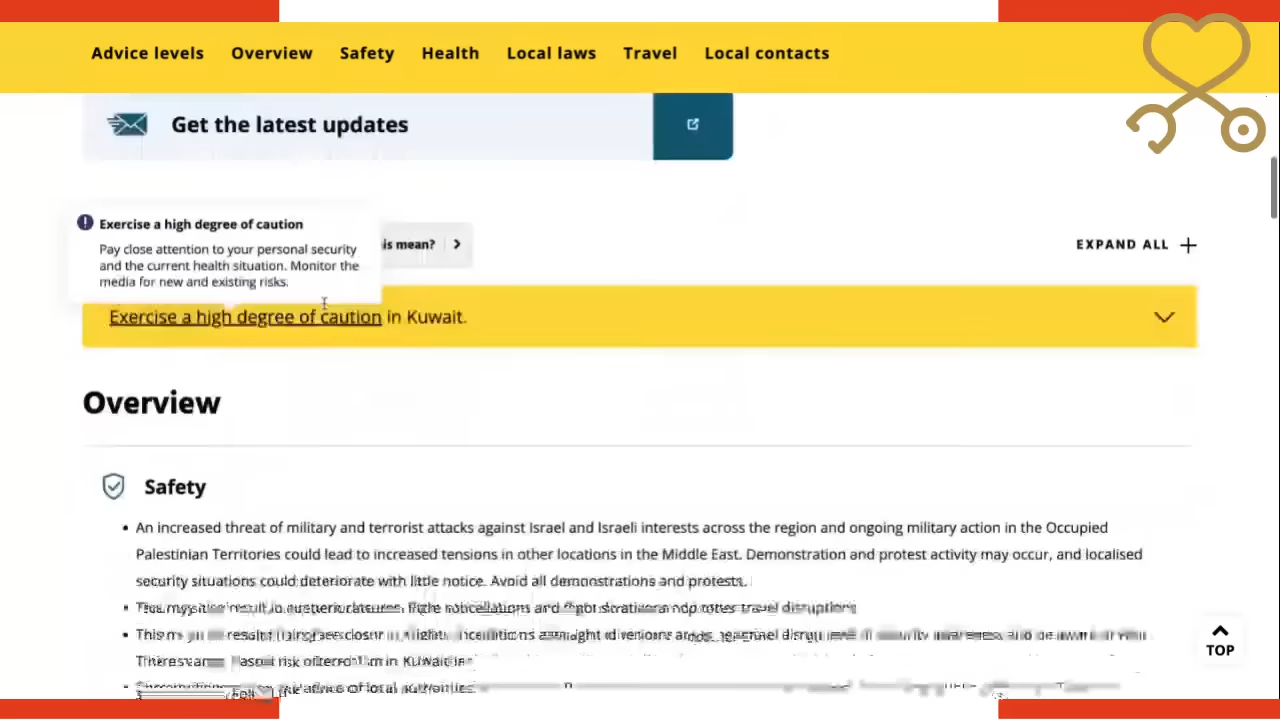 Advice levels Overview Safety Health Local laws Travel Local contacts
Get the latest updates
Exercise a high degree of caution
Pay close attention to your personal security
and the current health situation. Monitor the
media for new and existing risks.
is mean?
EXPAND ALL
Exercise a high degree of caution in Kuwait.
Overview
Safety
• An increased threat of military and terrorist attacks against Israel and Israeli interests across the region and ongoing military action in the Occupied
Palestinian Territories could lead to increased tensions in other locations in the Middle East. Demonstration and protest activity may occur, and localised
security situations could deteriorate with little notice. Avoid all demonstrations and protests.
TOP